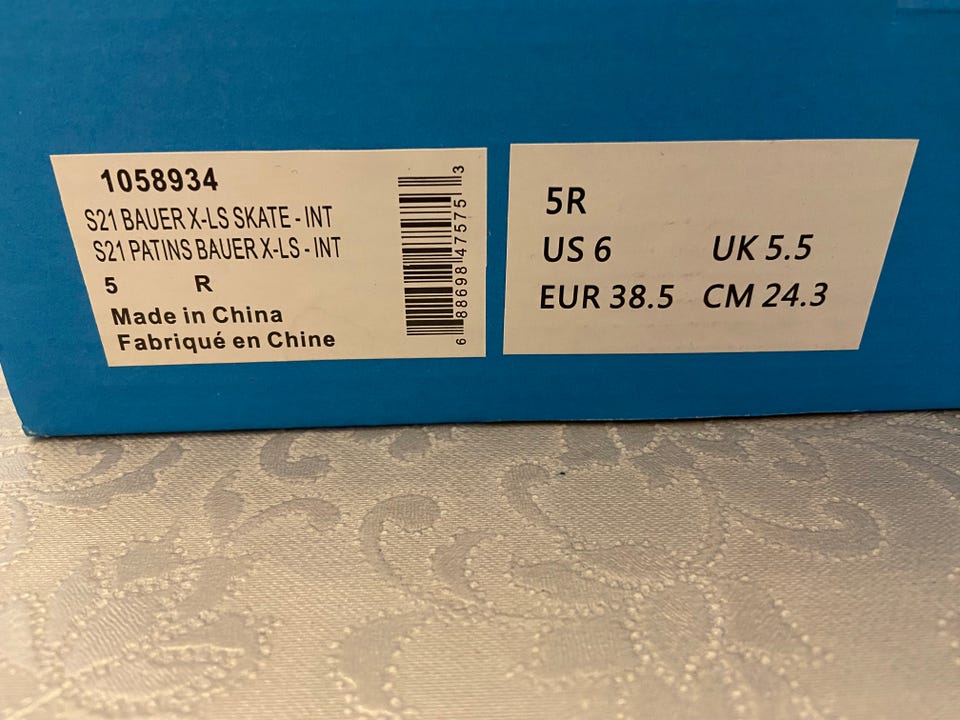 1058934
S21 BAUER X-LS SKATE - INT
S21 PATINS BAUER X-LS - INT
5 R
Made in China
Fabriqué en Chine
6 88698 47575 3
5R
US 6 UK 5.5
EUR 38.5 CM 24.3